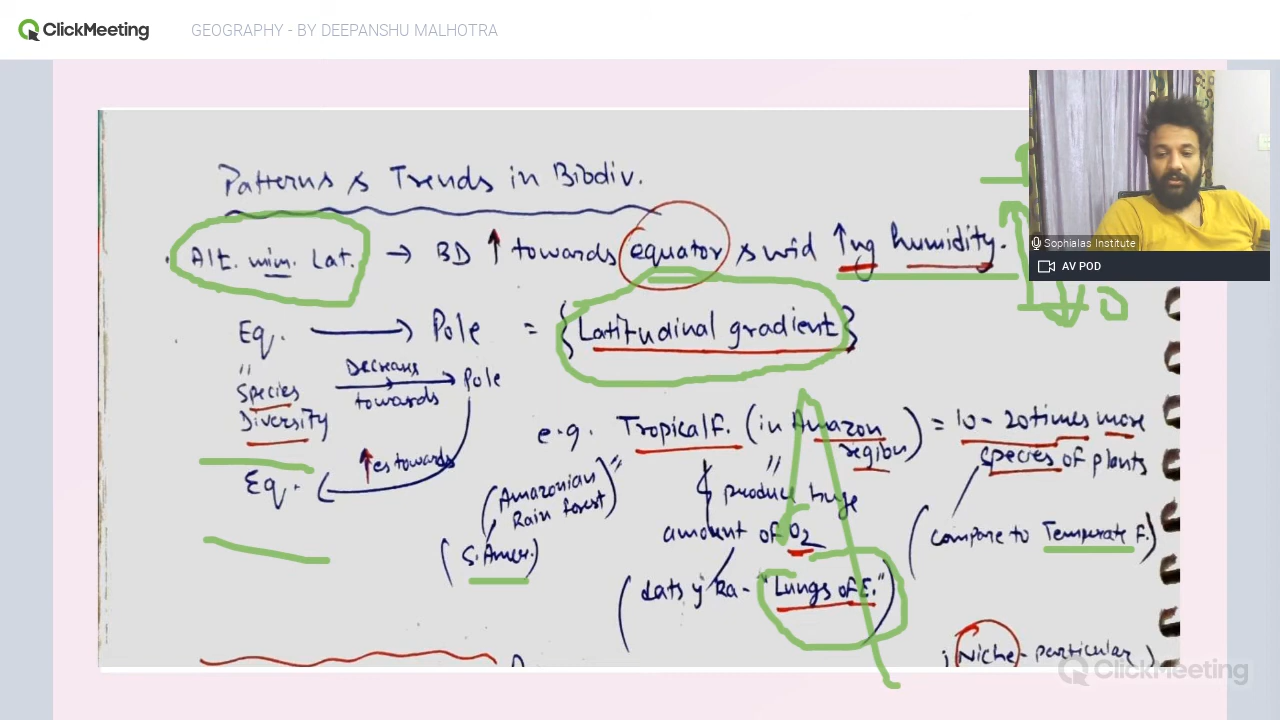 ClickMeeting
GEOGRAPHY - BY DEEPANSHU MALHOTRA
Patterns & Trends in Biodiv.
Alt. mim. Lat. → BD ↑ towards equator & wid ↑ng humidity.
Eq. → Pole = {Latitudinal gradient}
"
Species Diversity
Decreases towards → Pole
↑es towards
Eq.
e.g. Tropical F. (in Amazon region) = 10-20 times more species of plants
(Amazonian Rain forest)"
(S. Amer.)
" produce huge
amount of O2
(dats y ka - "Lungs of E.")
(compare to Temperate F.)
Niche - particular
Sophialas Institute
AV POD
0
ClickMeeting